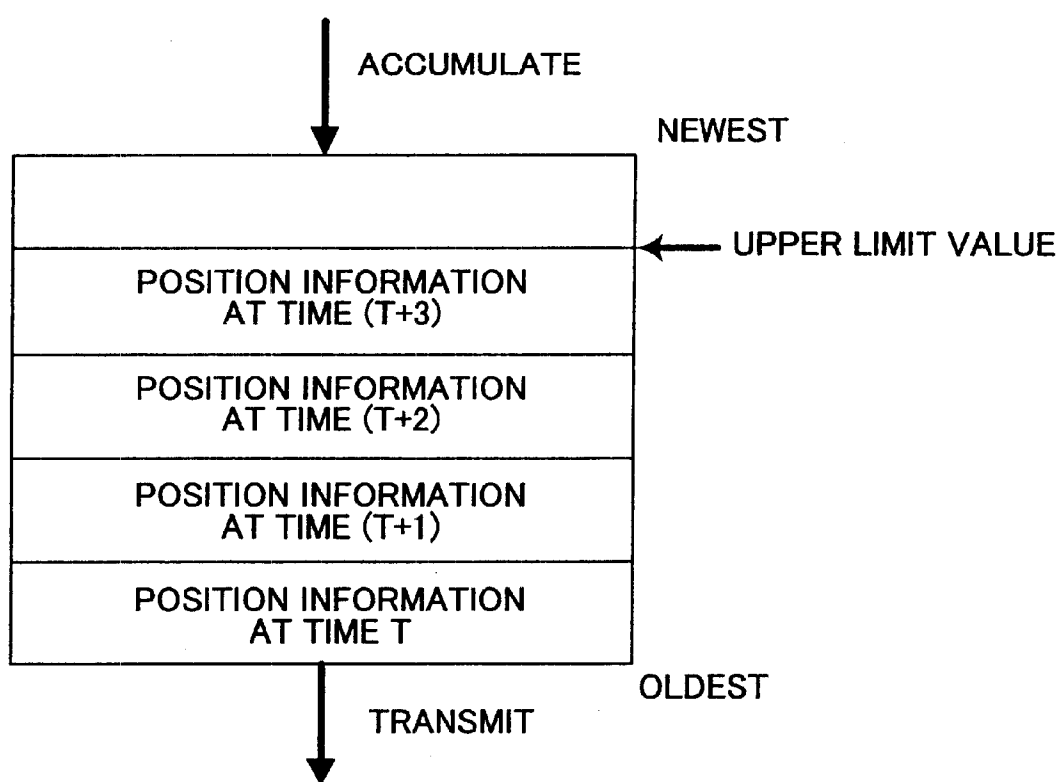 ACCUMULATE
NEWEST
UPPER LIMIT VALUE
POSITION INFORMATION
AT TIME (T+3)
POSITION INFORMATION
AT TIME (T+2)
POSITION INFORMATION
AT TIME (T+1)
POSITION INFORMATION
AT TIME T
OLDEST
TRANSMIT